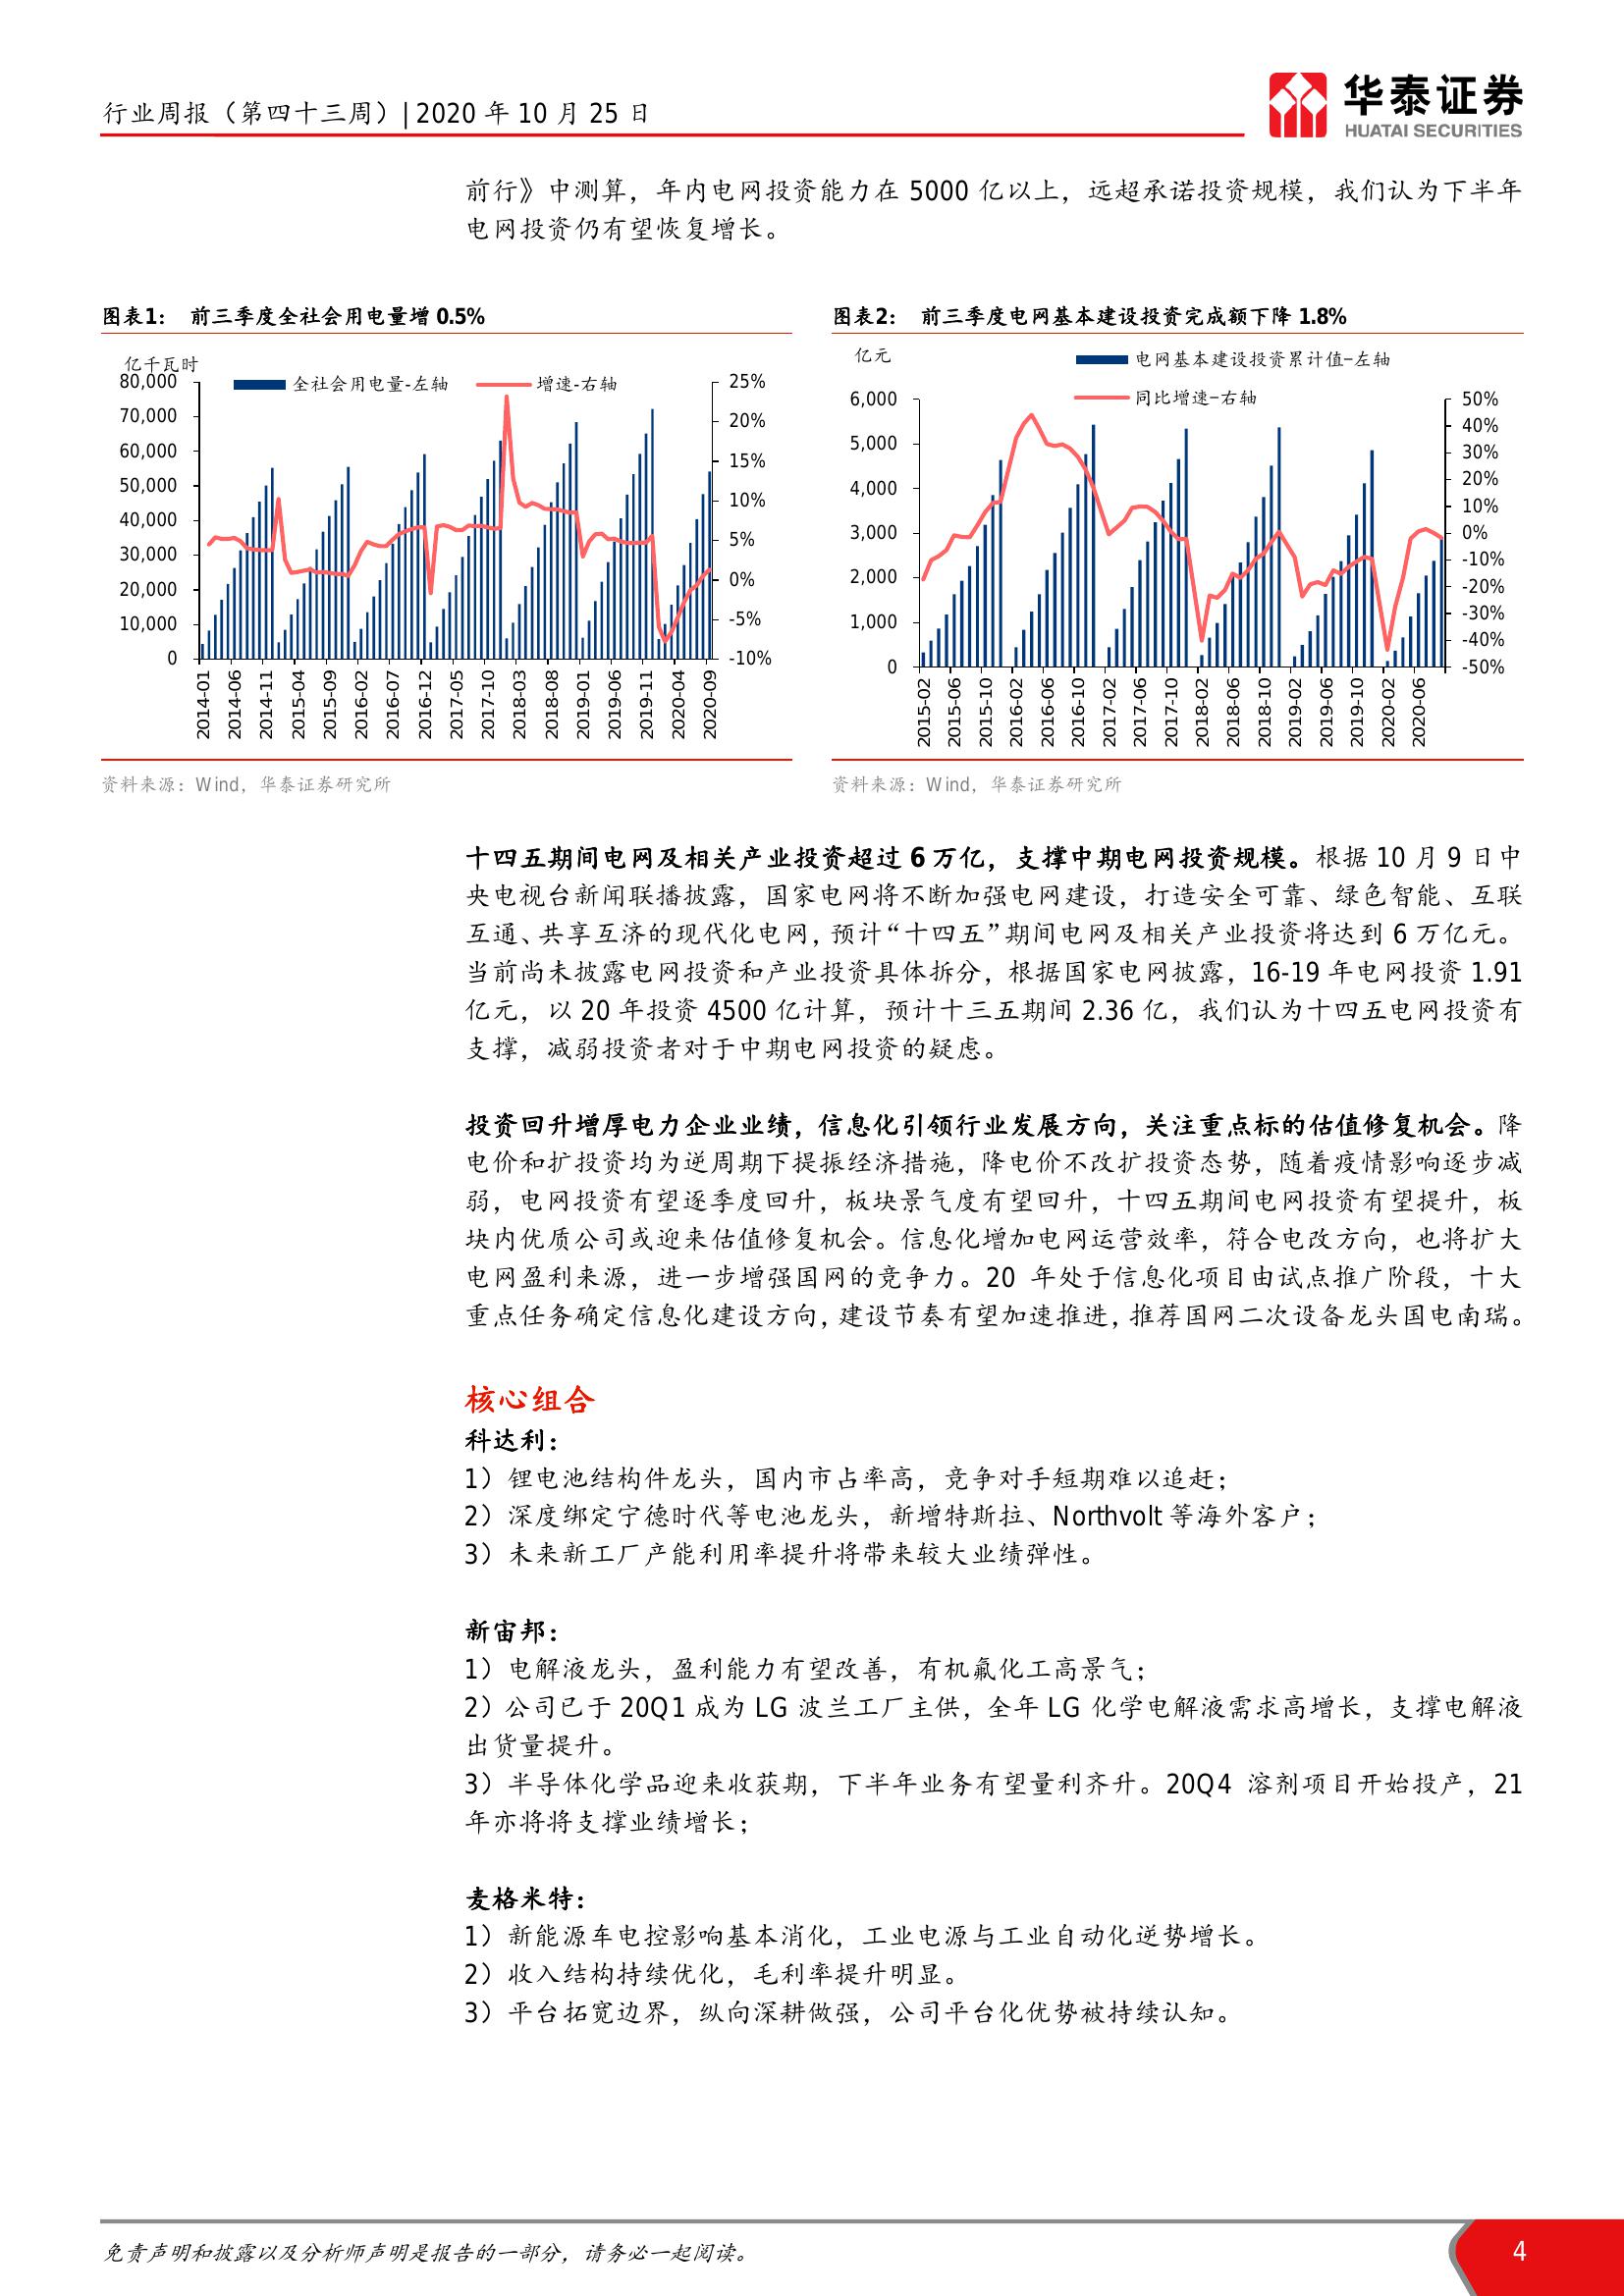 行业周报（第四十三周）| 2020 年 10 月 25 日
华泰证券
HUATAI SECURITIES
前行》中测算，年内电网投资能力在 5000 亿以上，远超承诺投资规模，我们认为下半年
电网投资仍有望恢复增长。
图表1： 前三季度全社会用电量增 0.5%
亿千瓦时
全社会用电量-左轴
增速-右轴
80,000
70,000
60,000
50,000
40,000
30,000
20,000
10,000
0
25%
20%
15%
10%
5%
0%
-5%
-10%
2014-01
2014-06
2014-11
2015-04
2015-09
2016-02
2016-07
2016-12
2017-05
2017-10
2018-03
2018-08
2019-01
2019-06
2019-11
2020-04
2020-09
资料来源：Wind，华泰证券研究所
图表2： 前三季度电网基本建设投资完成额下降 1.8%
亿元
电网基本建设投资累计值–左轴
同比增速–右轴
6,000
5,000
4,000
3,000
2,000
1,000
0
50%
40%
30%
20%
10%
0%
-10%
-20%
-30%
-40%
-50%
2015-02
2015-06
2015-10
2016-02
2016-06
2016-10
2017-02
2017-06
2017-10
2018-02
2018-06
2018-10
2019-02
2019-06
2019-10
2020-02
2020-06
资料来源：Wind，华泰证券研究所
十四五期间电网及相关产业投资超过 6 万亿，支撑中期电网投资规模。根据 10 月 9 日中
央电视台新闻联播披露，国家电网将不断加强电网建设，打造安全可靠、绿色智能、互联
互通、共享互济的现代化电网，预计“十四五”期间电网及相关产业投资将达到 6 万亿元。
当前尚未披露电网投资和产业投资具体拆分，根据国家电网披露，16-19 年电网投资 1.91
亿元，以 20 年投资 4500 亿计算，预计十三五期间 2.36 亿，我们认为十四五电网投资有
支撑，减弱投资者对于中期电网投资的疑虑。
投资回升增厚电力企业业绩，信息化引领行业发展方向，关注重点标的估值修复机会。降
电价和扩投资均为逆周期下提振经济措施，降电价不改扩投资态势，随着疫情影响逐步减
弱，电网投资有望逐季度回升，板块景气度有望回升，十四五期间电网投资有望提升，板
块内优质公司或迎来估值修复机会。信息化增加电网运营效率，符合电改方向，也将扩大
电网盈利来源，进一步增强国网的竞争力。20 年处于信息化项目由试点推广阶段，十大
重点任务确定信息化建设方向，建设节奏有望加速推进，推荐国网二次设备龙头国电南瑞。
核心组合
科达利：
1）锂电池结构件龙头，国内市占率高，竞争对手短期难以追赶；
2）深度绑定宁德时代等电池龙头，新增特斯拉、Northvolt 等海外客户；
3）未来新工厂产能利用率提升将带来较大业绩弹性。
新宙邦：
1）电解液龙头，盈利能力有望改善，有机氟化工高景气；
2）公司已于 20Q1 成为 LG 波兰工厂主供，全年 LG 化学电解液需求高增长，支撑电解液
出货量提升。
3）半导体化学品迎来收获期，下半年业务有望量利齐升。20Q4 溶剂项目开始投产，21
年亦将将支撑业绩增长；
麦格米特：
1）新能源车电控影响基本消化，工业电源与工业自动化逆势增长。
2）收入结构持续优化，毛利率提升明显。
3）平台拓宽边界，纵向深耕做强，公司平台化优势被持续认知。
免责声明和披露以及分析师声明是报告的一部分，请务必一起阅读。
4